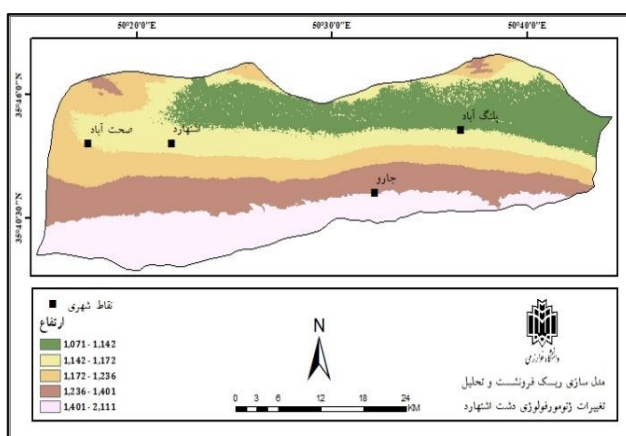 50°20'0"E 50°30'0"E 50°40'0"E
35°46'0"N
35°40'30"N
پلنگ آباد
صحت آباد
اشتهارد
جارو
نقاط شهری
ارتفاع
1,071 - 1,142
1,142 - 1,172
1,172 - 1,236
1,236 - 1,401
1,401 - 2,111
N
0 3 6 12 18 24
KM
دانشگاه خوارزمی
مدل سازی ریسک فرونشست و تحلیل
تغییرات ژئومورفولوژی دشت اشتهارد